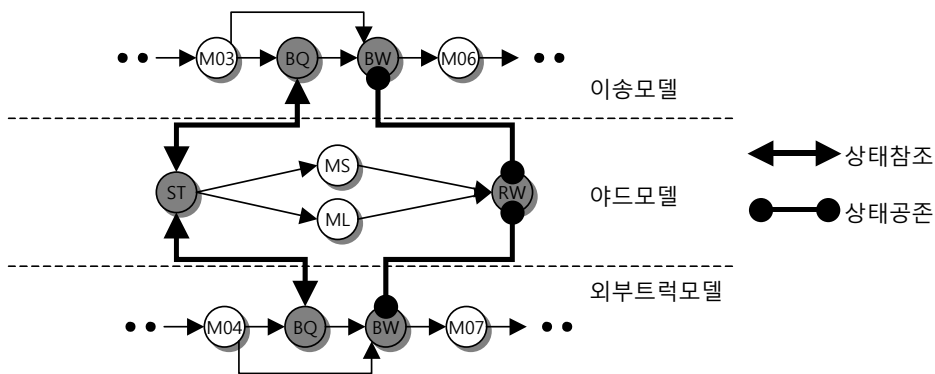 M03 BQ BW M06
이송모델
상태참조
MS
ST RW 야드모델
ML
상태공존
외부트럭모델
M04 BQ BW M07